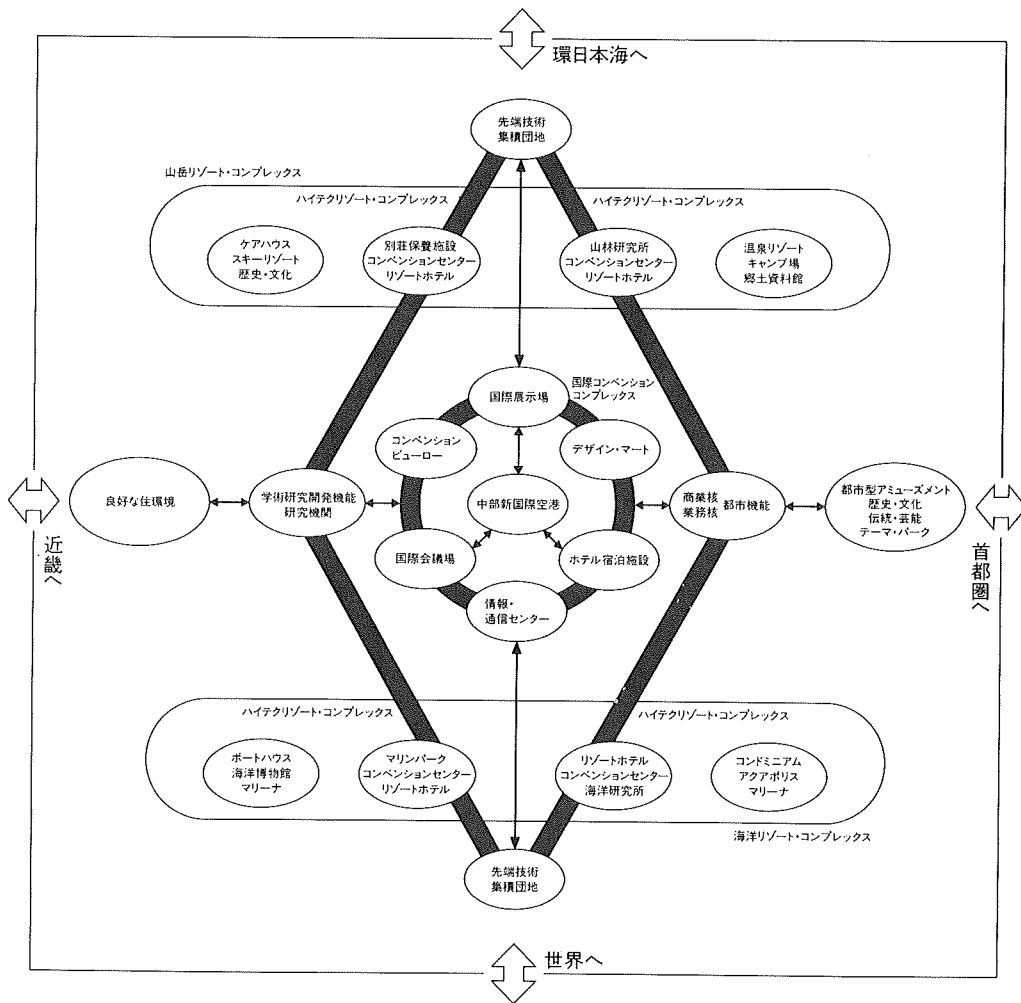 環日本海へ
先端技術
集積団地
山岳リゾート・コンプレックス
ハイテクリゾート・コンプレックス
ハイテクリゾート・コンプレックス
ケアハウス
スキーリゾート
歴史・文化
別荘保養施設
コンベンションセンター
リゾートホテル
山林研究所
コンベンションセンター
リゾートホテル
温泉リゾート
キャンプ場
郷土資料館
国際展示場
国際コンベンション
コンプレックス
コンベンション
ビューロー
デザイン・マート
近畿へ
良好な住環境
学術研究開発機能
研究機関
中部新国際空港
商業核
業務核
都市機能
都市型アミューズメント
歴史・文化
伝統・芸能
テーマ・パーク
首都圏へ
国際会議場
ホテル宿泊施設
情報・
通信センター
ハイテクリゾート・コンプレックス
ハイテクリゾート・コンプレックス
ボートハウス
海洋博物館
マリーナ
マリンパーク
コンベンションセンター
リゾートホテル
リゾートホテル
コンベンションセンター
海洋研究所
コンドミニアム
アクアポリス
マリーナ
海洋リゾート・コンプレックス
先端技術
集積団地
世界へ